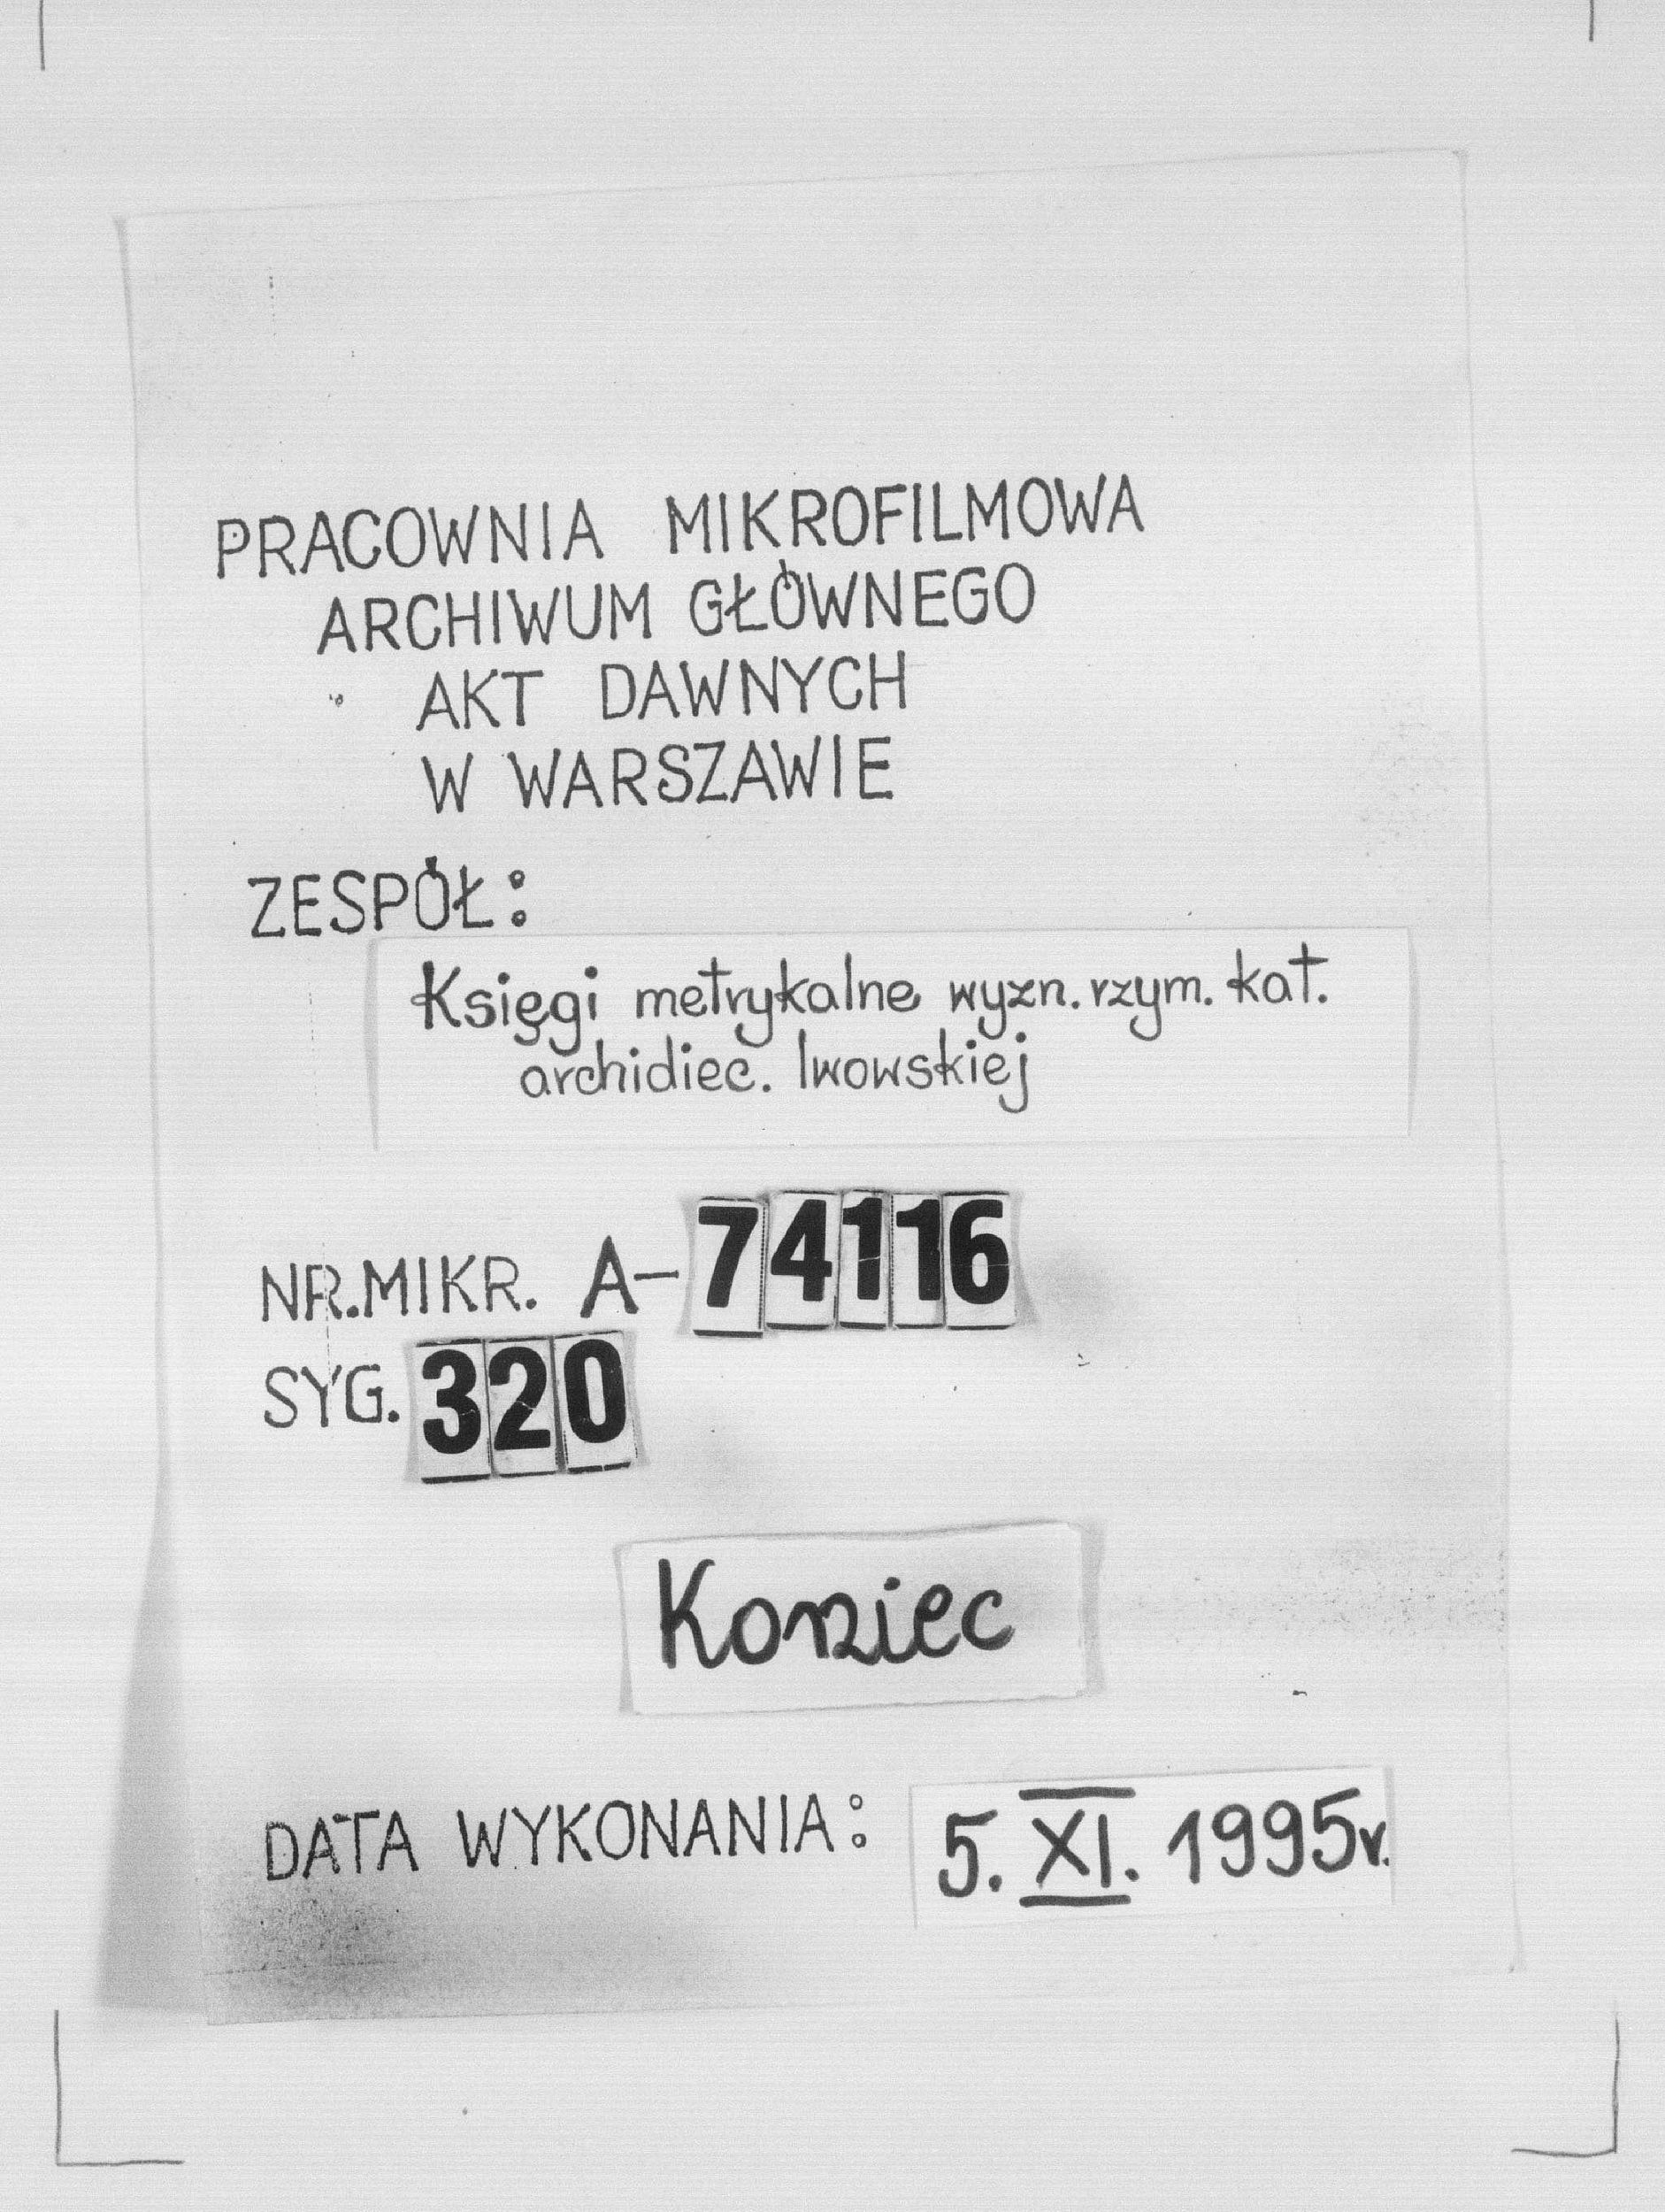 PRACOWNIA MIKROFILMOWA
ARCHIWUM GŁÓWNEGO
AKT DAWNYCH
W WARSZAWIE
ZESPÓŁ:
Księgi metrykalne wyzn. rzym. kat.
archidiec. lwowskiej
NR. MIKR. A-74116
SYG. 320
Koniec
DATA WYKONANIA: 5. XI. 1995r.